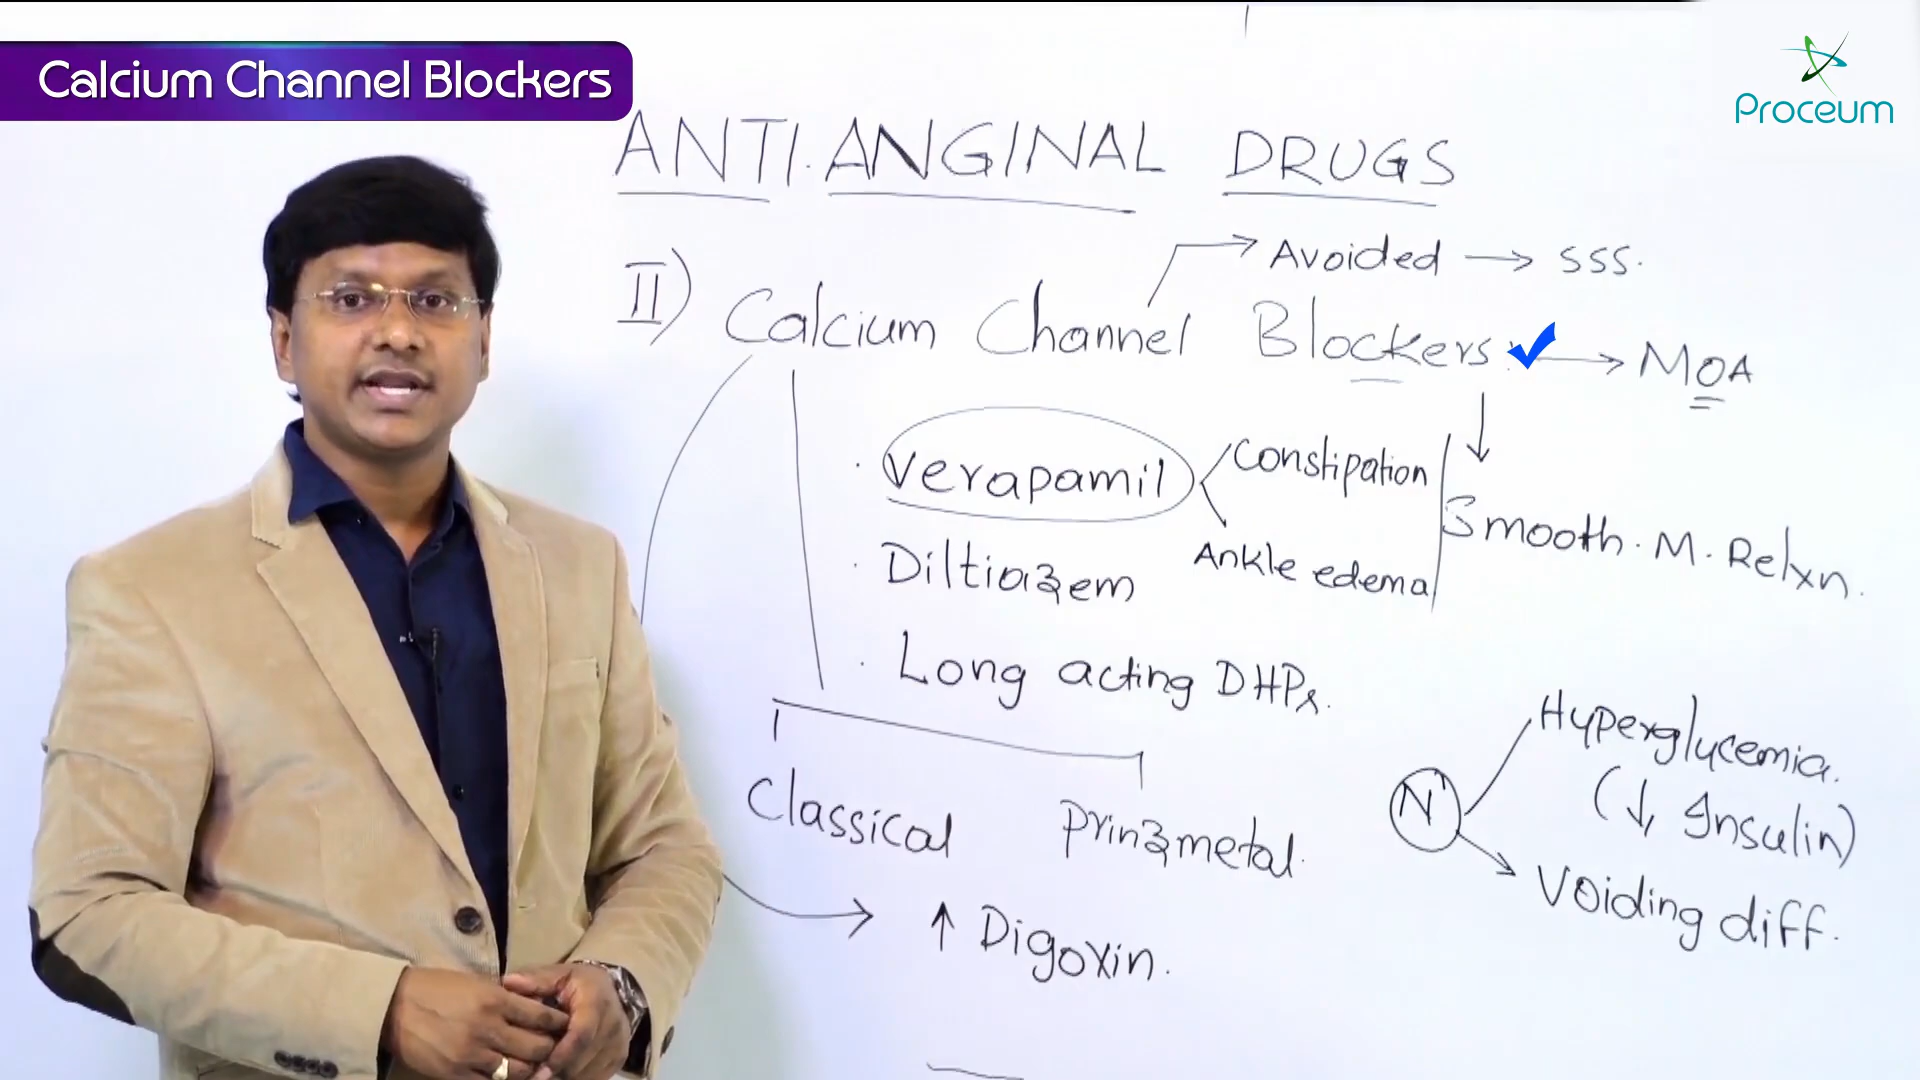 Calcium Channel Blockers
Proceum
ANTI.ANGINAL DRUGS
Avoided → SSS.
II) Calcium Channel Blockers → MOA
Verapamil
Constipation
Ankle edema
↓
Smooth. M. Relxn.
Diltiazem
Long acting DHPs.
Classical
Prinzmetal.
↑ Digoxin.
N
Hyperglycemia.
(↓ Insulin)
Voiding diff.